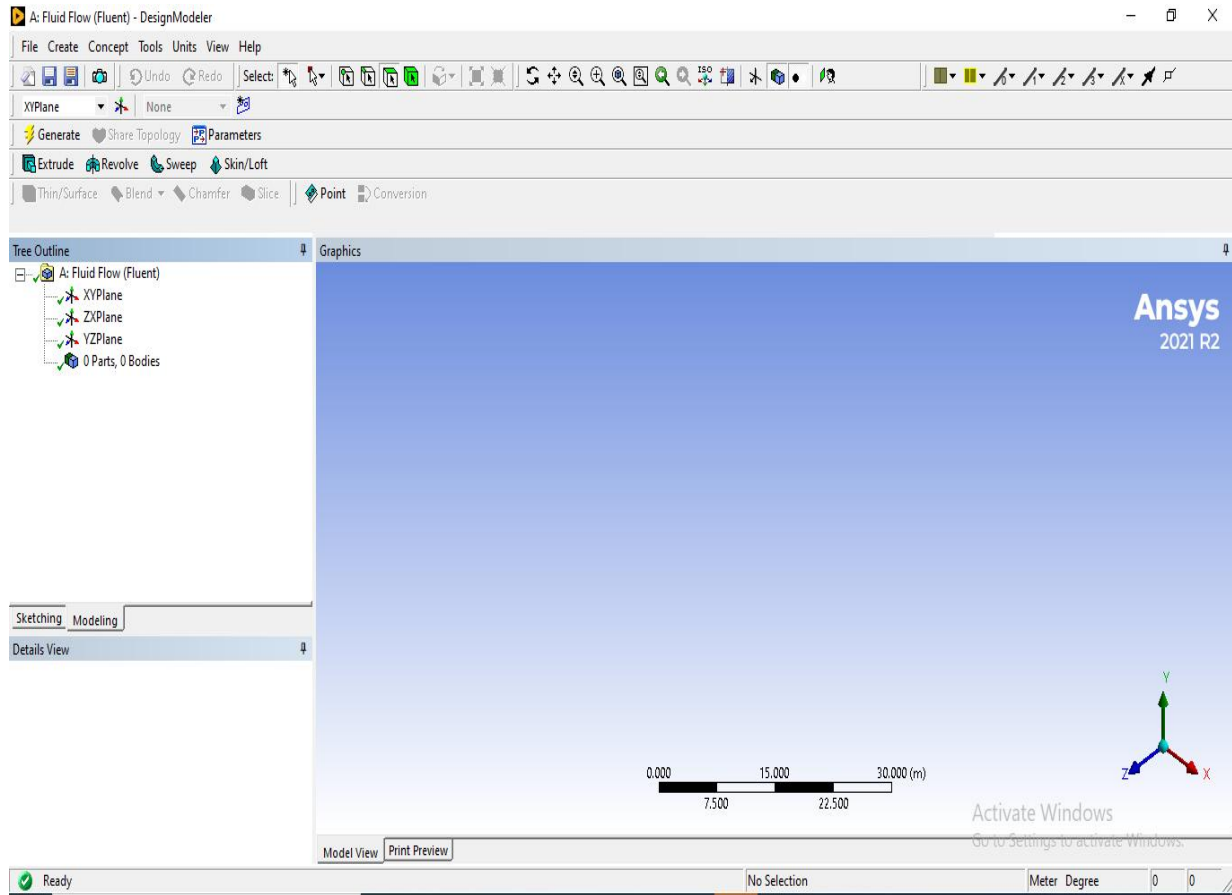 A: Fluid Flow (Fluent) - DesignModeler
File Create Concept Tools Units View Help
Undo Redo Select: ISO
XYPlane None
Generate Share Topology Parameters
Extrude Revolve Sweep Skin/Loft
Thin/Surface Blend Chamfer Slice Point Conversion
Tree Outline
A: Fluid Flow (Fluent)
XYPlane
ZXPlane
YZPlane
0 Parts, 0 Bodies
Sketching Modeling
Details View
Graphics
Ansys
2021 R2
Y
Z X
0.000 15.000 30.000 (m)
7.500 22.500
Activate Windows
Go to Settings to activate Windows.
Model View Print Preview
Ready No Selection Meter Degree 0 0